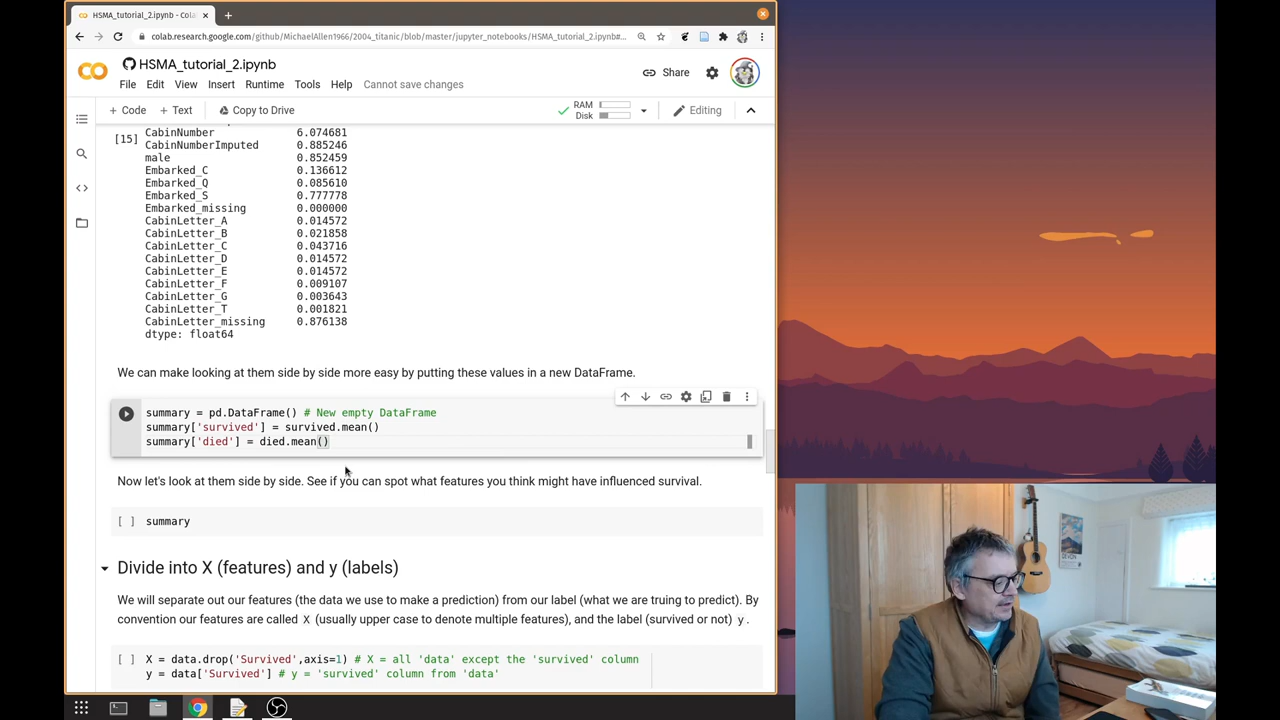 HSMA_tutorial_2.ipynb - Cola
colab.research.google.com/github/MichaelAllen1966/2004_titanic/blob/master/jupyter_notebooks/HSMA_tutorial_2.ipynb#...
HSMA_tutorial_2.ipynb
Share
File Edit View Insert Runtime Tools Help Cannot save changes
+ Code + Text Copy to Drive
RAM
Disk
Editing
[15]
CabinNumber 6.074681
CabinNumberImputed 0.885246
male 0.852459
Embarked_C 0.136612
Embarked_Q 0.085610
Embarked_S 0.777778
Embarked_missing 0.000000
CabinLetter_A 0.014572
CabinLetter_B 0.021858
CabinLetter_C 0.043716
CabinLetter_D 0.014572
CabinLetter_E 0.014572
CabinLetter_F 0.009107
CabinLetter_G 0.003643
CabinLetter_T 0.001821
CabinLetter_missing 0.876138
dtype: float64
We can make looking at them side by side more easy by putting these values in a new DataFrame.
summary = pd.DataFrame() # New empty DataFrame
summary['survived'] = survived.mean()
summary['died'] = died.mean()
Now let's look at them side by side. See if you can spot what features you think might have influenced survival.
[ ] summary
Divide into X (features) and y (labels)
We will separate out our features (the data we use to make a prediction) from our label (what we are truing to predict). By
convention our features are called X (usually upper case to denote multiple features), and the label (survived or not) y .
[ ] X = data.drop('Survived',axis=1) # X = all 'data' except the 'survived' column
y = data['Survived'] # y = 'survived' column from 'data'
DEVON